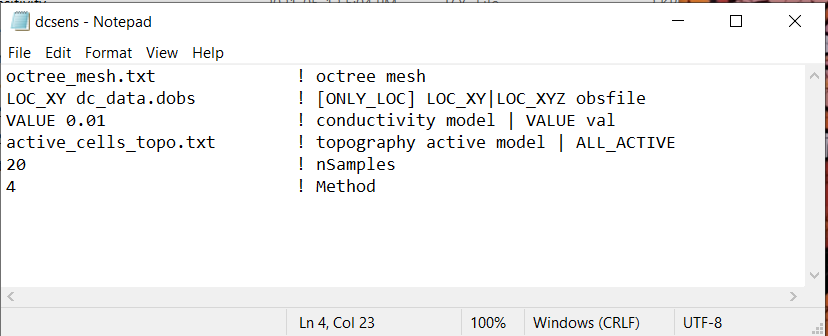 dcsens - Notepad
File Edit Format View Help
octree_mesh.txt ! octree mesh
LOC_XY dc_data.dobs ! [ONLY_LOC] LOC_XY|LOC_XYZ obsfile
VALUE 0.01 ! conductivity model | VALUE val
active_cells_topo.txt ! topography active model | ALL_ACTIVE
20 ! nSamples
4 ! Method
Ln 4, Col 23 100% Windows (CRLF) UTF-8